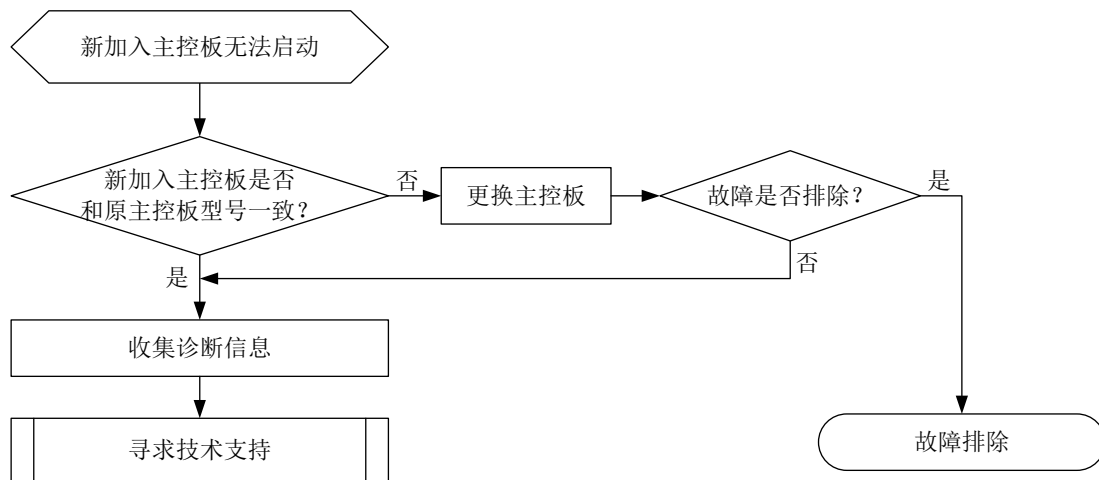 新加入主控板无法启动
新加入主控板是否
和原主控板型号一致?
否
更换主控板
故障是否排除?
是
否
是
收集诊断信息
寻求技术支持
故障排除